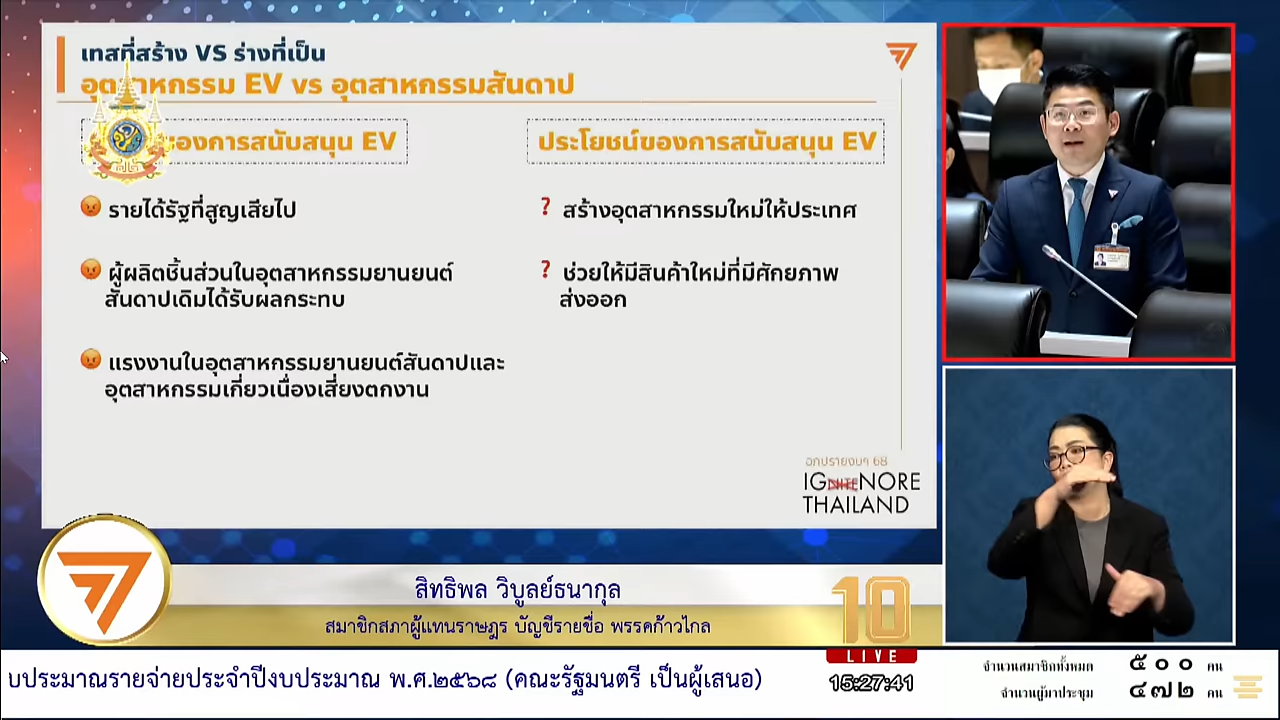 เทสที่สร้าง VS ร่างที่เป็น
อุตสาหกรรม EV vs อุตสาหกรรมสันดาป
ของการสนับสนุน EV
ประโยชน์ของการสนับสนุน EV
รายได้รัฐที่สูญเสียไป
ผู้ผลิตชิ้นส่วนในอุตสาหกรรมยานยนต์
สันดาปเดิมได้รับผลกระทบ
แรงงานในอุตสาหกรรมยานยนต์สันดาปและ
อุตสาหกรรมเกี่ยวเนื่องเสี่ยงตกงาน
? สร้างอุตสาหกรรมใหม่ให้ประเทศ
? ช่วยให้มีสินค้าใหม่ที่มีศักยภาพ
ส่งออก
อภิปรายงบฯ 68
IGNITE NORE
THAILAND
สิทธิพล วิบูลย์ธนากุล
สมาชิกสภาผู้แทนราษฎร บัญชีรายชื่อ พรรคก้าวไกล
10
LIVE
15:27:41
บประมาณรายจ่ายประจำปีงบประมาณ พ.ศ.๒๕๖๘ (คณะรัฐมนตรี เป็นผู้เสนอ)
จำนวนสมาชิกทั้งหมด ๕๐๐ คน
จำนวนผู้มาประชุม ๔๗๒ คน